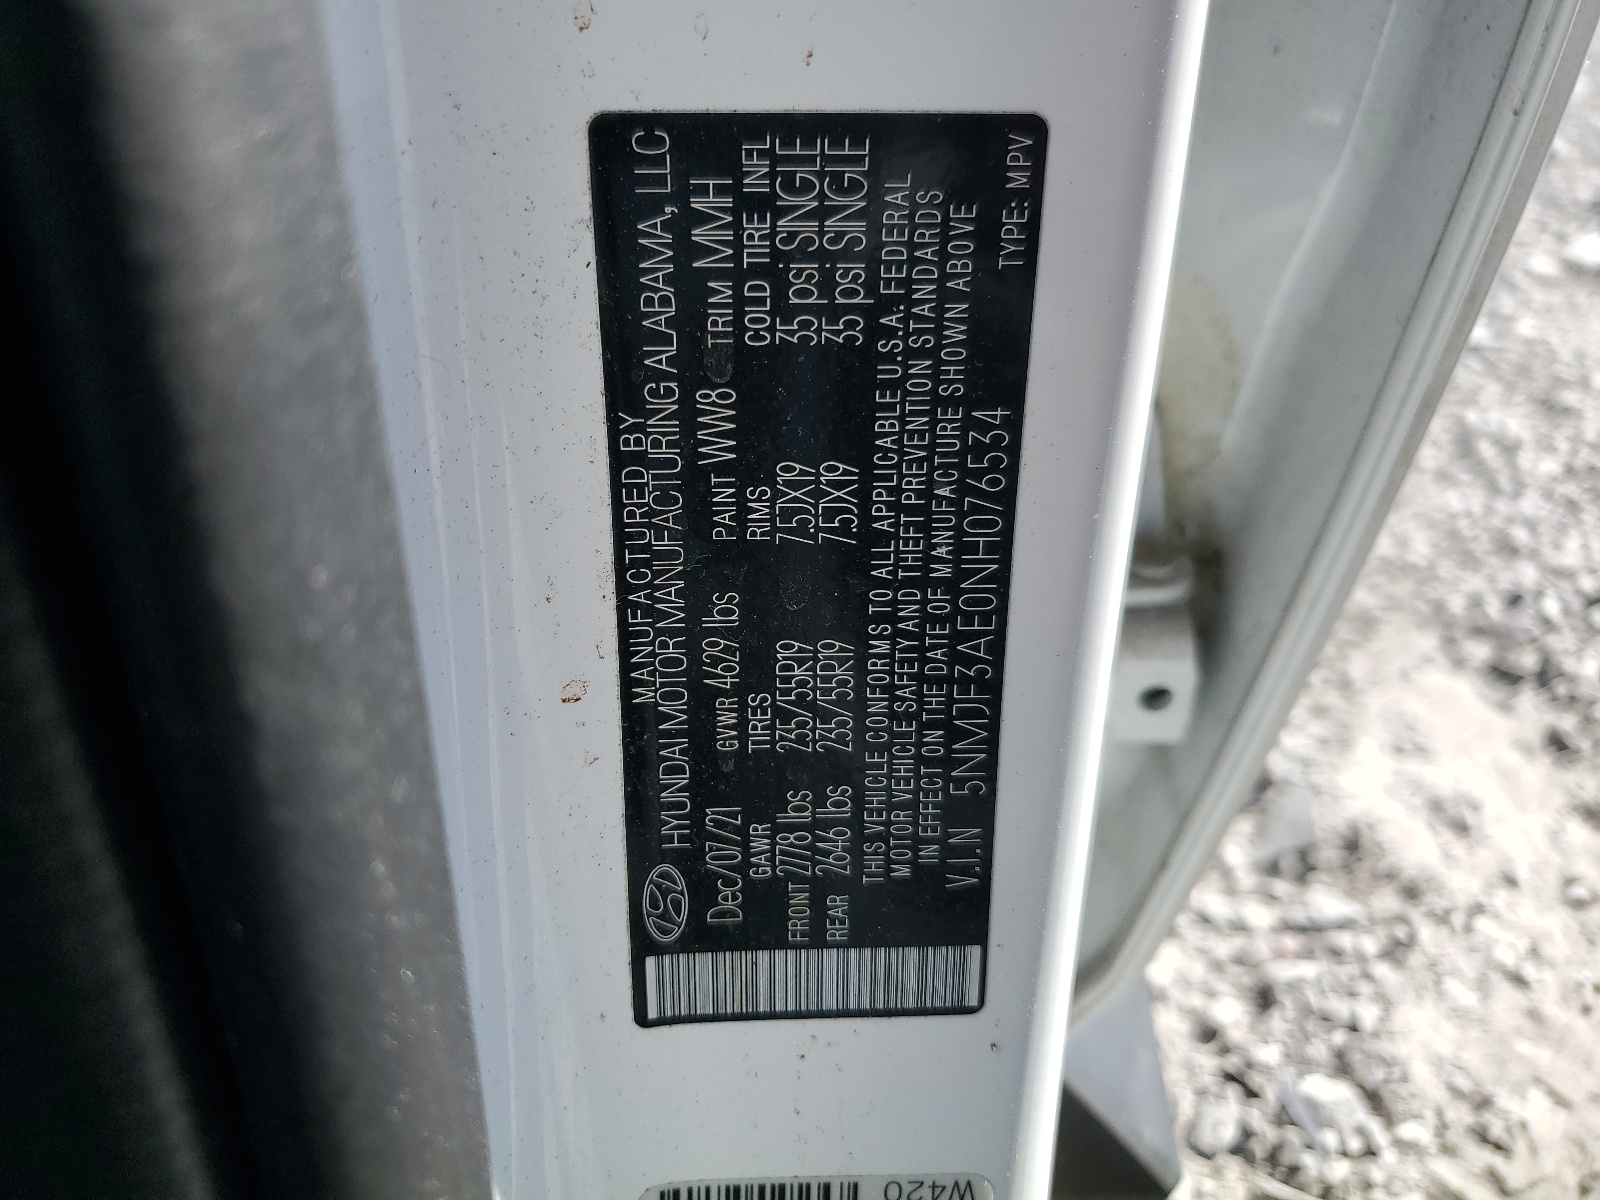 MANUFACTURED BY
HYUNDAI MOTOR MANUFACTURING ALABAMA, LLC
Dec/07/21 GVWR 4629 lbs PAINT WW8 TRIM MMH
GAWR TIRES RIMS COLD TIRE INFL
FRONT 2778 lbs 235/55R19 7.5JX19 35 psi SINGLE
REAR 2646 lbs 235/55R19 7.5JX19 35 psi SINGLE
THIS VEHICLE CONFORMS TO ALL APPLICABLE U.S.A. FEDERAL
MOTOR VEHICLE SAFETY AND THEFT PREVENTION STANDARDS
IN EFFECT ON THE DATE OF MANUFACTURE SHOWN ABOVE
V.I.N 5NMJF3AE0NH076534 TYPE: MPV
W420